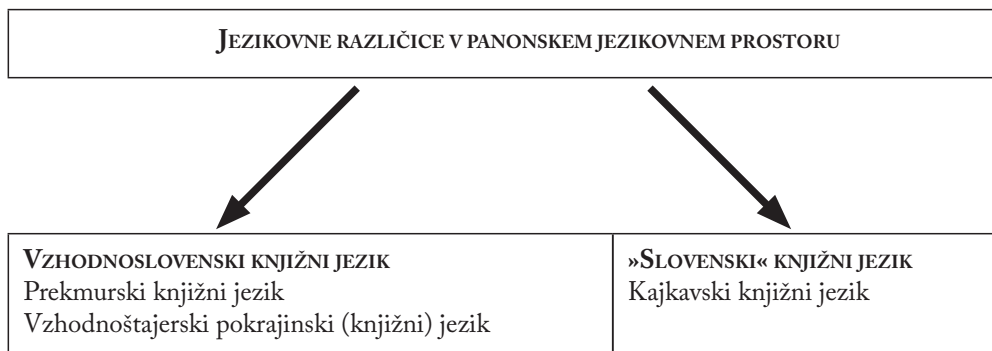 JEZIKOVNE RAZLIČICE V PANONSKEM JEZIKOVNEM PROSTORU
VZHODNOSLOVENSKI KNJIŽNI JEZIK
Prekmurski knjižni jezik
Vzhodnoštajerski pokrajinski (knjižni) jezik
»SLOVENSKI« KNJIŽNI JEZIK
Kajkavski knjižni jezik